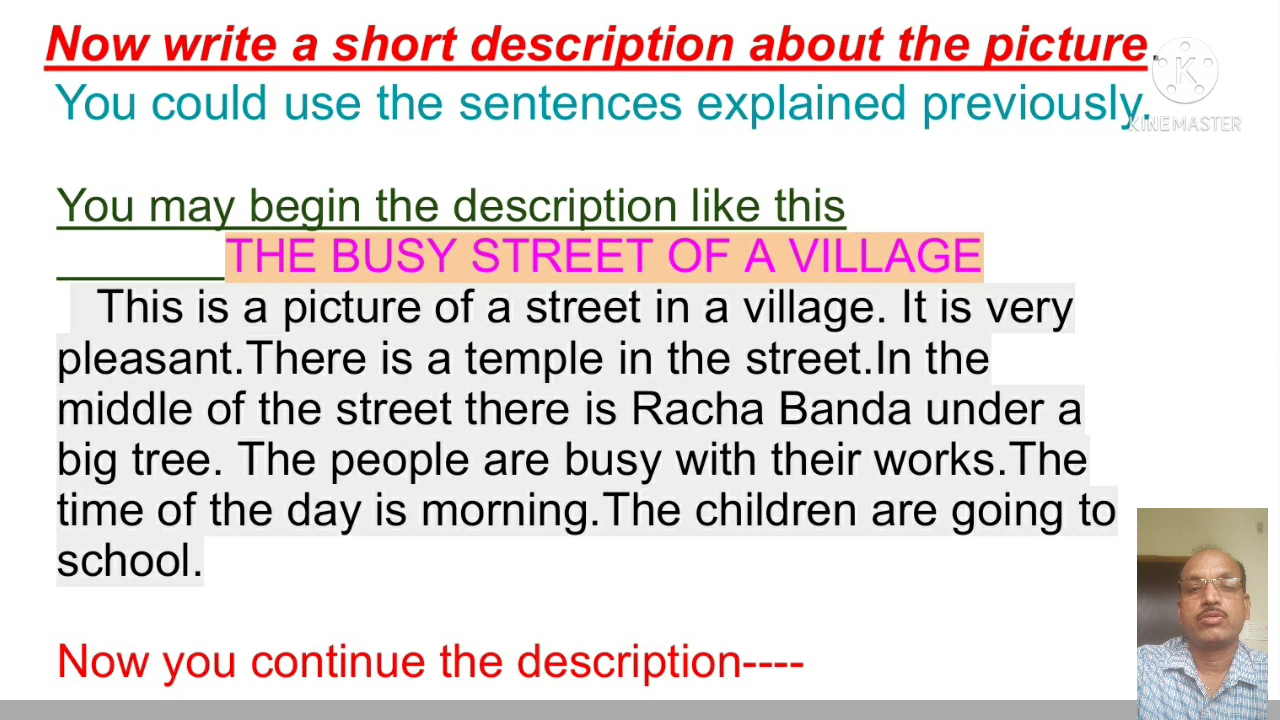 Now write a short description about the picture.
You could use the sentences explained previously.
KINEMASTER
You may begin the description like this
THE BUSY STREET OF A VILLAGE
This is a picture of a street in a village. It is very
pleasant.There is a temple in the street.In the
middle of the street there is Racha Banda under a
big tree. The people are busy with their works.The
time of the day is morning.The children are going to
school.
Now you continue the description----